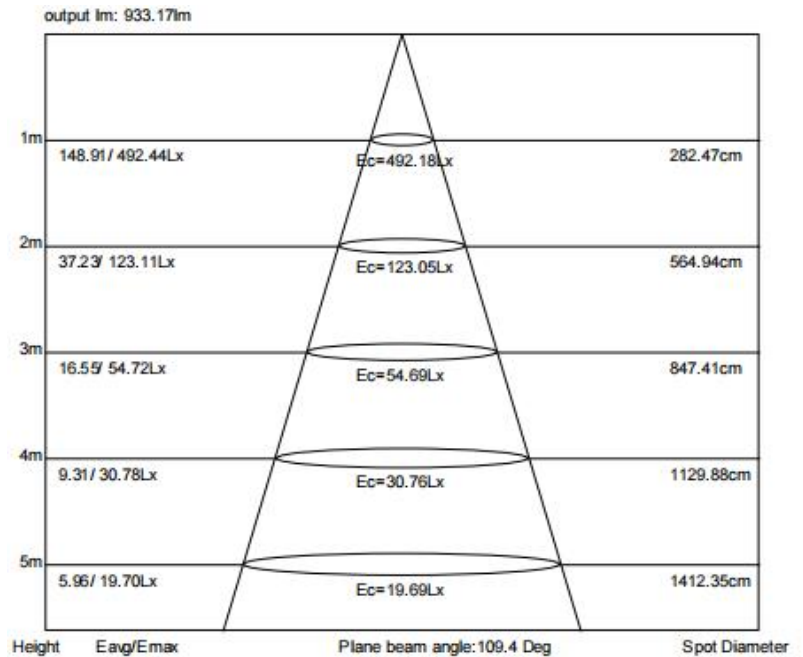 output lm: 933.17lm
1m
148.91/ 492.44Lx
Ec=492.18Lx
282.47cm
2m
37.23/ 123.11Lx
Ec=123.05Lx
564.94cm
3m
16.55/ 54.72Lx
Ec=54.69Lx
847.41cm
4m
9.31/ 30.78Lx
Ec=30.76Lx
1129.88cm
5m
5.96/ 19.70Lx
Ec=19.69Lx
1412.35cm
Height Eavg/Emax Plane beam angle:109.4 Deg Spot Diameter